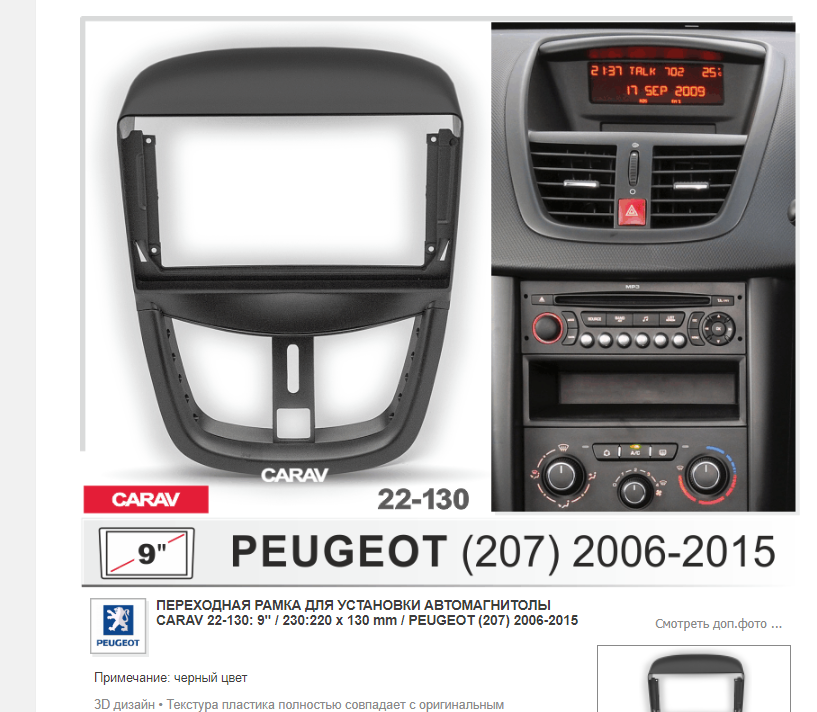 21:37 TALK 702 25°
17 SEP 2009
MP3
SOURCE
A/C
CARAV
CARAV
22-130
9"
PEUGEOT (207) 2006-2015
PEUGEOT
ПЕРЕХОДНАЯ РАМКА ДЛЯ УСТАНОВКИ АВТОМАГНИТОЛЫ
CARAV 22-130: 9" / 230:220 x 130 mm / PEUGEOT (207) 2006-2015
Смотреть доп.фото ...
Примечание: черный цвет
3D дизайн • Текстура пластика полностью совпадает с оригинальным